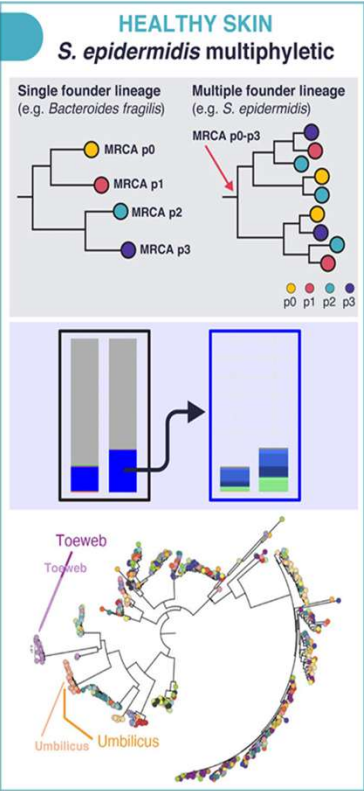 HEALTHY SKIN
S. epidermidis multiphyletic
Single founder lineage
(e.g. Bacteroides fragilis)
MRCA p0
MRCA p1
MRCA p2
MRCA p3
Multiple founder lineage
(e.g. S. epidermidis)
MRCA p0-p3
p0 p1 p2 p3
Toeweb
Toeweb
Umbilicus
Umbilicus